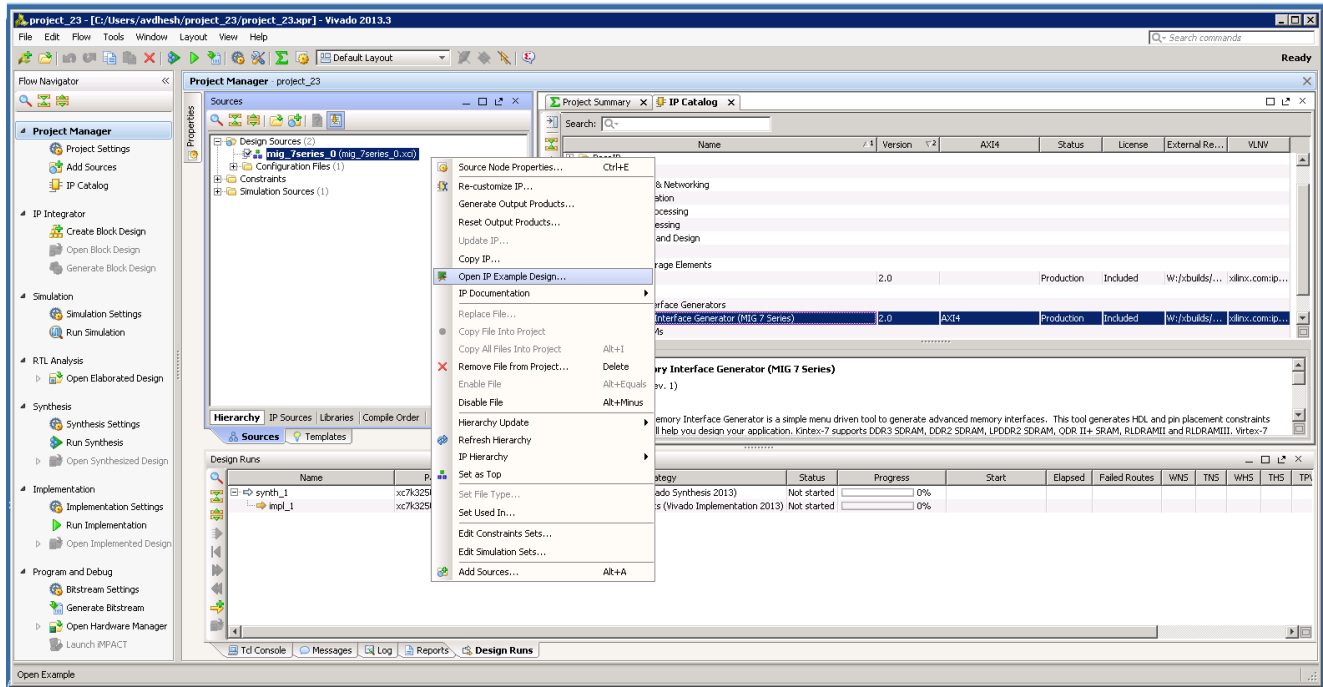 project_23 - [C:/Users/avdhesh/project_23/project_23.xpr] - Vivado 2013.3
File Edit Flow Tools Window Layout View Help
Search commands
Default Layout
Ready
Flow Navigator
Project Manager
Project Settings
Add Sources
IP Catalog
IP Integrator
Create Block Design
Open Block Design
Generate Block Design
Simulation
Simulation Settings
Run Simulation
RTL Analysis
Open Elaborated Design
Synthesis
Synthesis Settings
Run Synthesis
Open Synthesized Design
Implementation
Implementation Settings
Run Implementation
Open Implemented Design
Program and Debug
Bitstream Settings
Generate Bitstream
Open Hardware Manager
Launch iMPACT
Project Manager - project_23
Properties
Sources
Design Sources (2)
mig_7series_0 (mig_7series_0.xci)
Configuration Files (1)
Constraints
Simulation Sources (1)
Hierarchy IP Sources Libraries Compile Order
Sources Templates
Source Node Properties... Ctrl+E
Re-customize IP...
Generate Output Products...
Reset Output Products...
Update IP...
Copy IP...
Open IP Example Design...
IP Documentation
Replace File...
Copy File Into Project
Copy All Files Into Project Alt+I
Remove File from Project... Delete
Enable File Alt+Equals
Disable File Alt+Minus
Hierarchy Update
Refresh Hierarchy
IP Hierarchy
Set as Top
Set File Type...
Set Used In...
Edit Constraints Sets...
Edit Simulation Sets...
Add Sources... Alt+A
Project Summary IP Catalog
Search:
Name 1 Version 2 AXI4 Status License External Re... VLNV
& Networking
ation
ocessing
essing
and Design
rage Elements
2.0 Production Included W:/xbuilds/... xilinx.com:ip...
erface Generators
Interface Generator (MIG 7 Series) 2.0 AXI4 Production Included W:/xbuilds/... xilinx.com:ip...
ory Interface Generator (MIG 7 Series)
ev. 1)
emory Interface Generator is a simple menu driven tool to generate advanced memory interfaces. This tool generates HDL and pin placement constraints
ll help you design your application. Kintex-7 supports DDR3 SDRAM, DDR2 SDRAM, LPDDR2 SDRAM, QDR II+ SRAM, RLDRAMII and RLDRAMIII. Virtex-7
Design Runs
Name P ategy Status Progress Start Elapsed Failed Routes WNS TNS WHS THS
synth_1 xc7k325 ado Synthesis 2013) Not started 0%
impl_1 xc7k325 s (Vivado Implementation 2013) Not started 0%
Tcl Console Messages Log Reports Design Runs
Open Example